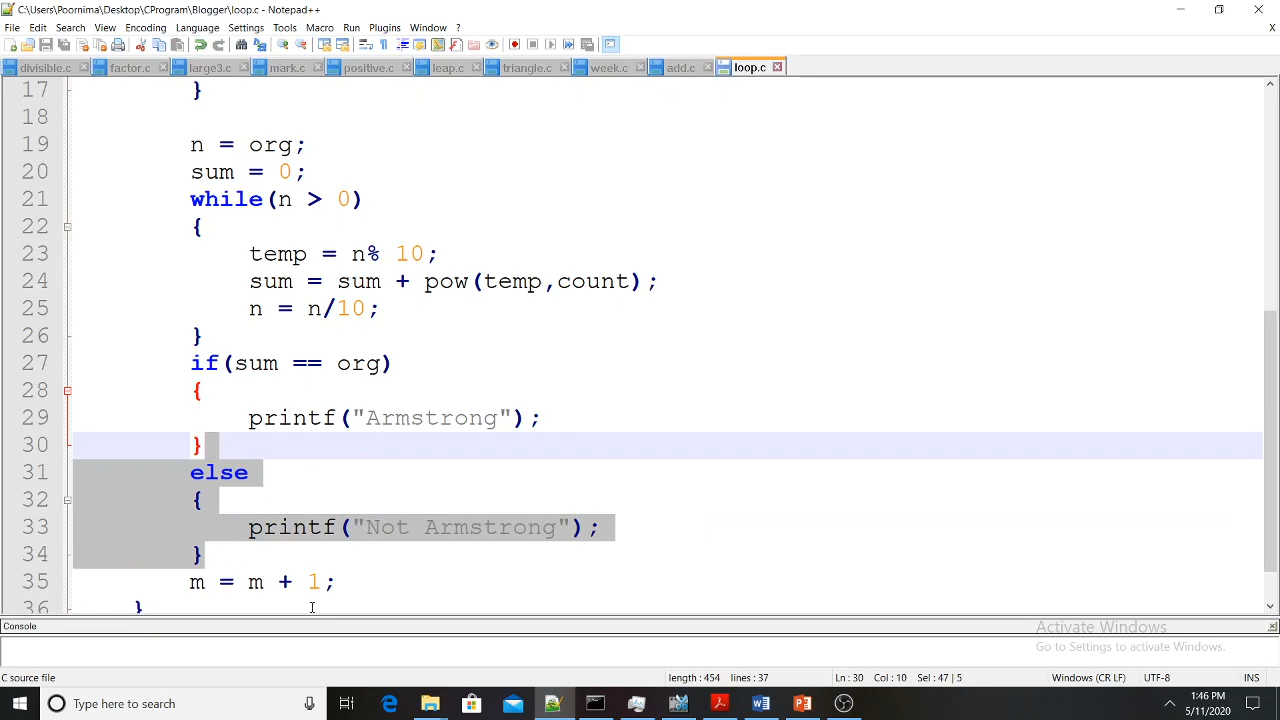 C:\Users\Poornima\Desktop\CProgram\Blogger\loop.c - Notepad++
File Edit Search View Encoding Language Settings Tools Macro Run Plugins Window ?
X
divisible.c factor.c large3.c mark.c positive.c leap.c triangle.c week.c add.c loop.c
17 }
18
19 n = org;
20 sum = 0;
21 while(n > 0)
22 {
23 temp = n% 10;
24 sum = sum + pow(temp,count);
25 n = n/10;
26 }
27 if(sum == org)
28 {
29 printf("Armstrong");
30 }
31 else
32 {
33 printf("Not Armstrong");
34 }
35 m = m + 1;
36 }
Console
Activate Windows
Go to Settings to activate Windows.
C source file length : 454 lines : 37 Ln : 30 Col : 10 Sel : 47 | 5 Windows (CR LF) UTF-8 INS
Type here to search
1:46 PM
5/11/2020